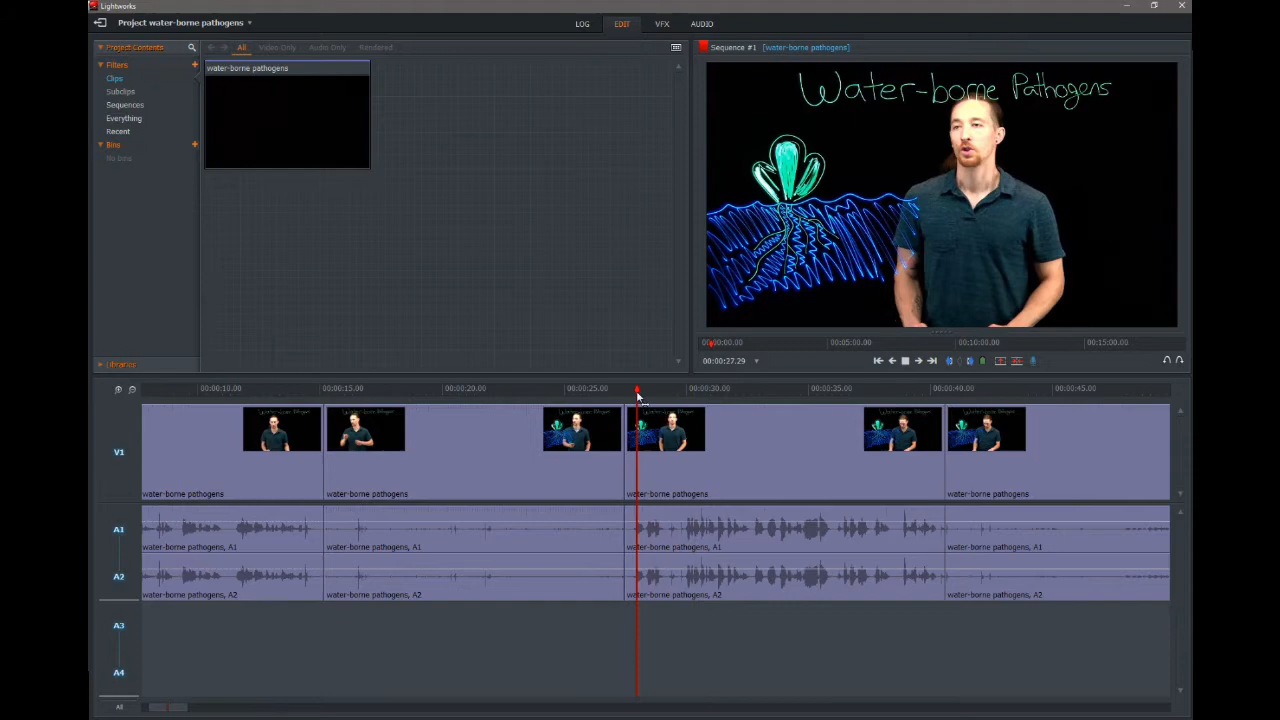 Lightworks
Project water-borne pathogens
LOG EDIT VFX AUDIO
Project Contents
All Video Only Audio Only Rendered
Filters
Clips
Subclips
Sequences
Everything
Recent
Bins
No bins
Libraries
water-borne pathogens
Sequence #1 [water-borne pathogens]
Water-borne Pathogens
00:00:00.00 00:05:00.00 00:10:00.00 00:15:00.00
00:00:27.29
00:00:10.00 00:00:15.00 00:00:20.00 00:00:25.00 00:00:30.00 00:00:35.00 00:00:40.00 00:00:45.00
V1
water-borne pathogens water-borne pathogens water-borne pathogens water-borne pathogens
A1
water-borne pathogens, A1 water-borne pathogens, A1 water-borne pathogens, A1 water-borne pathogens, A1
A2
water-borne pathogens, A2 water-borne pathogens, A2 water-borne pathogens, A2 water-borne pathogens, A2
A3
A4
All